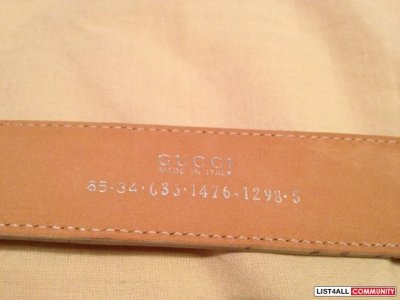 GUCCI
MADE IN ITALY
85·34·036·1476·1298·5
LIST4ALL COMMUNITY